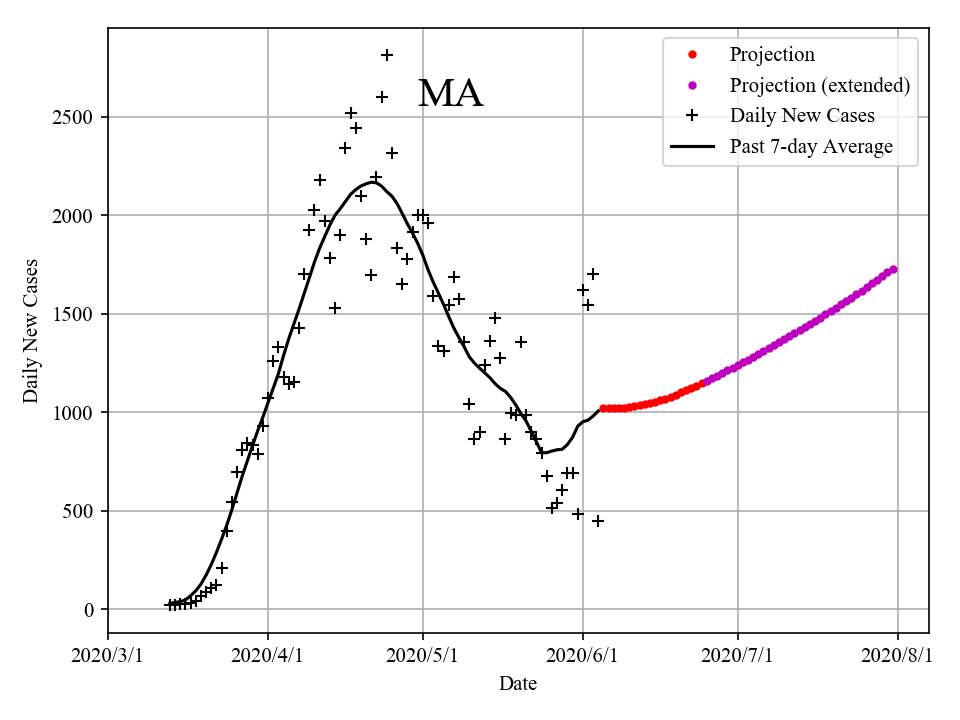 MA
Projection
Projection (extended)
Daily New Cases
Past 7-day Average
2500
2000
1500
1000
500
0
Daily New Cases
2020/3/1
2020/4/1
2020/5/1
2020/6/1
2020/7/1
2020/8/1
Date